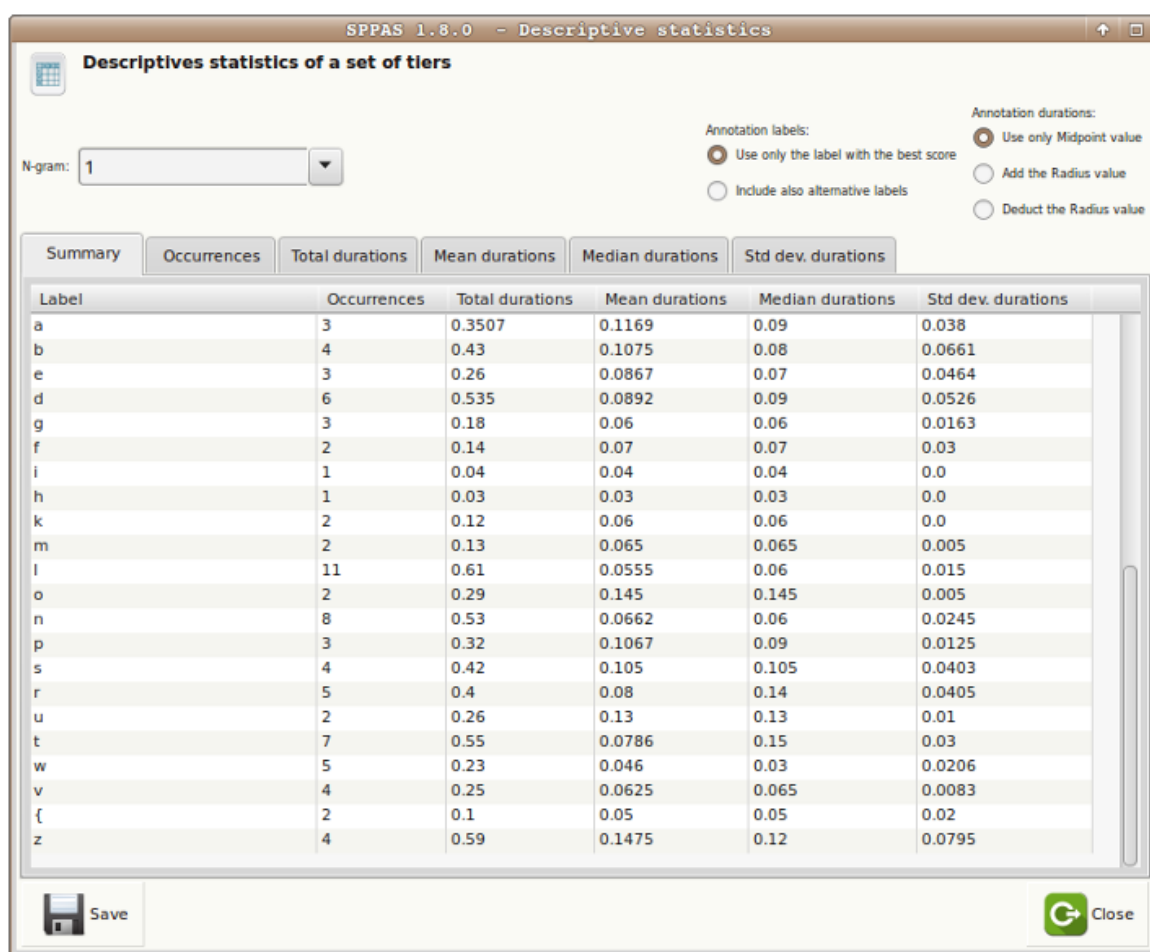 SPPAS 1.8.0 - Descriptive statistics
Descriptives statistics of a set of tiers
N-gram: 1
Annotation labels:
Use only the label with the best score
Include also alternative labels
Annotation durations:
Use only Midpoint value
Add the Radius value
Deduct the Radius value
Summary Occurrences Total durations Mean durations Median durations Std dev. durations
Label Occurrences Total durations Mean durations Median durations Std dev. durations
a 3 0.3507 0.1169 0.09 0.038
b 4 0.43 0.1075 0.08 0.0661
e 3 0.26 0.0867 0.07 0.0464
d 6 0.535 0.0892 0.09 0.0526
g 3 0.18 0.06 0.06 0.0163
f 2 0.14 0.07 0.07 0.03
i 1 0.04 0.04 0.04 0.0
h 1 0.03 0.03 0.03 0.0
k 2 0.12 0.06 0.06 0.0
m 2 0.13 0.065 0.065 0.005
l 11 0.61 0.0555 0.06 0.015
o 2 0.29 0.145 0.145 0.005
n 8 0.53 0.0662 0.06 0.0245
p 3 0.32 0.1067 0.09 0.0125
s 4 0.42 0.105 0.105 0.0403
r 5 0.4 0.08 0.14 0.0405
u 2 0.26 0.13 0.13 0.01
t 7 0.55 0.0786 0.15 0.03
w 5 0.23 0.046 0.03 0.0206
v 4 0.25 0.0625 0.065 0.0083
{ 2 0.1 0.05 0.05 0.02
z 4 0.59 0.1475 0.12 0.0795
Save
Close